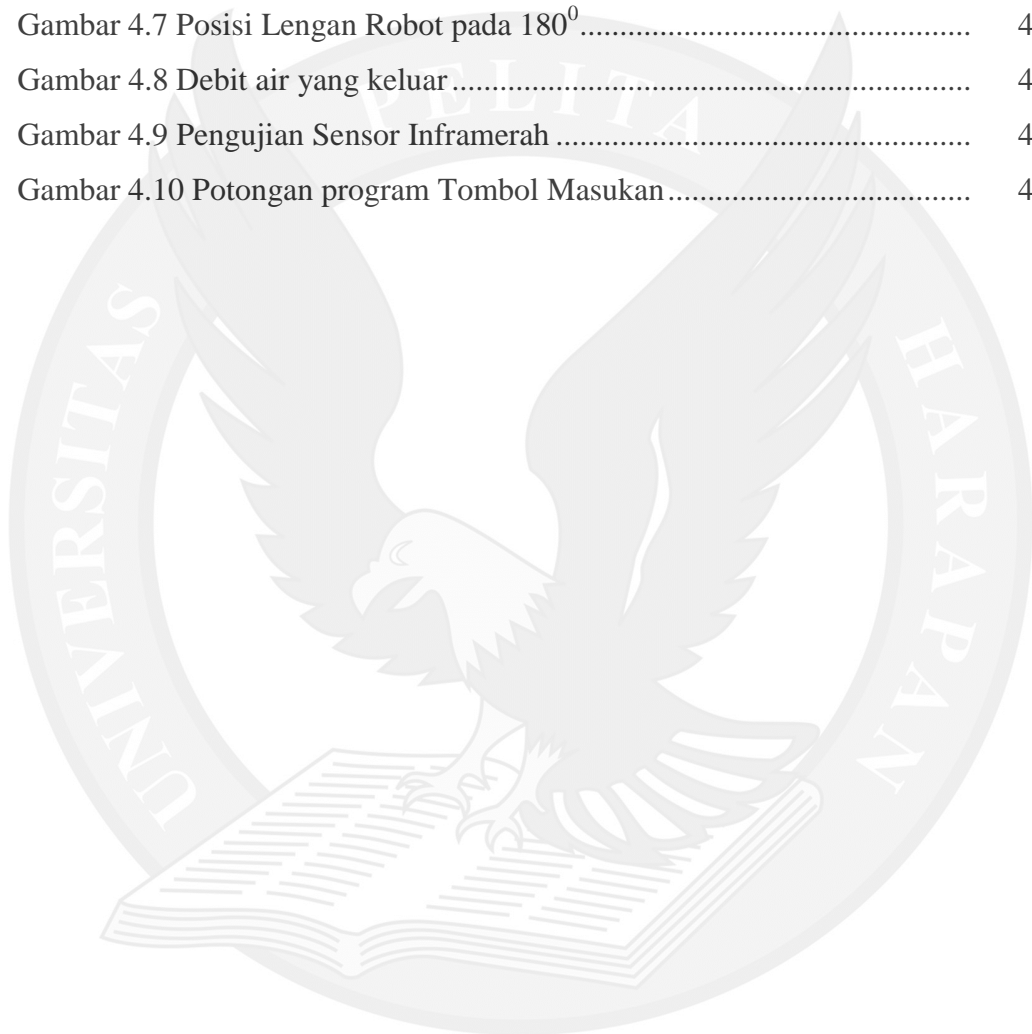 Gambar 4.7 Posisi Lengan Robot pada 180⁰................................................. 4
Gambar 4.8 Debit air yang keluar.................................................................. 4
Gambar 4.9 Pengujian Sensor Inframerah ..................................................... 4
Gambar 4.10 Potongan program Tombol Masukan....................................... 4
UNIVERSITAS PELITA HARAPAN